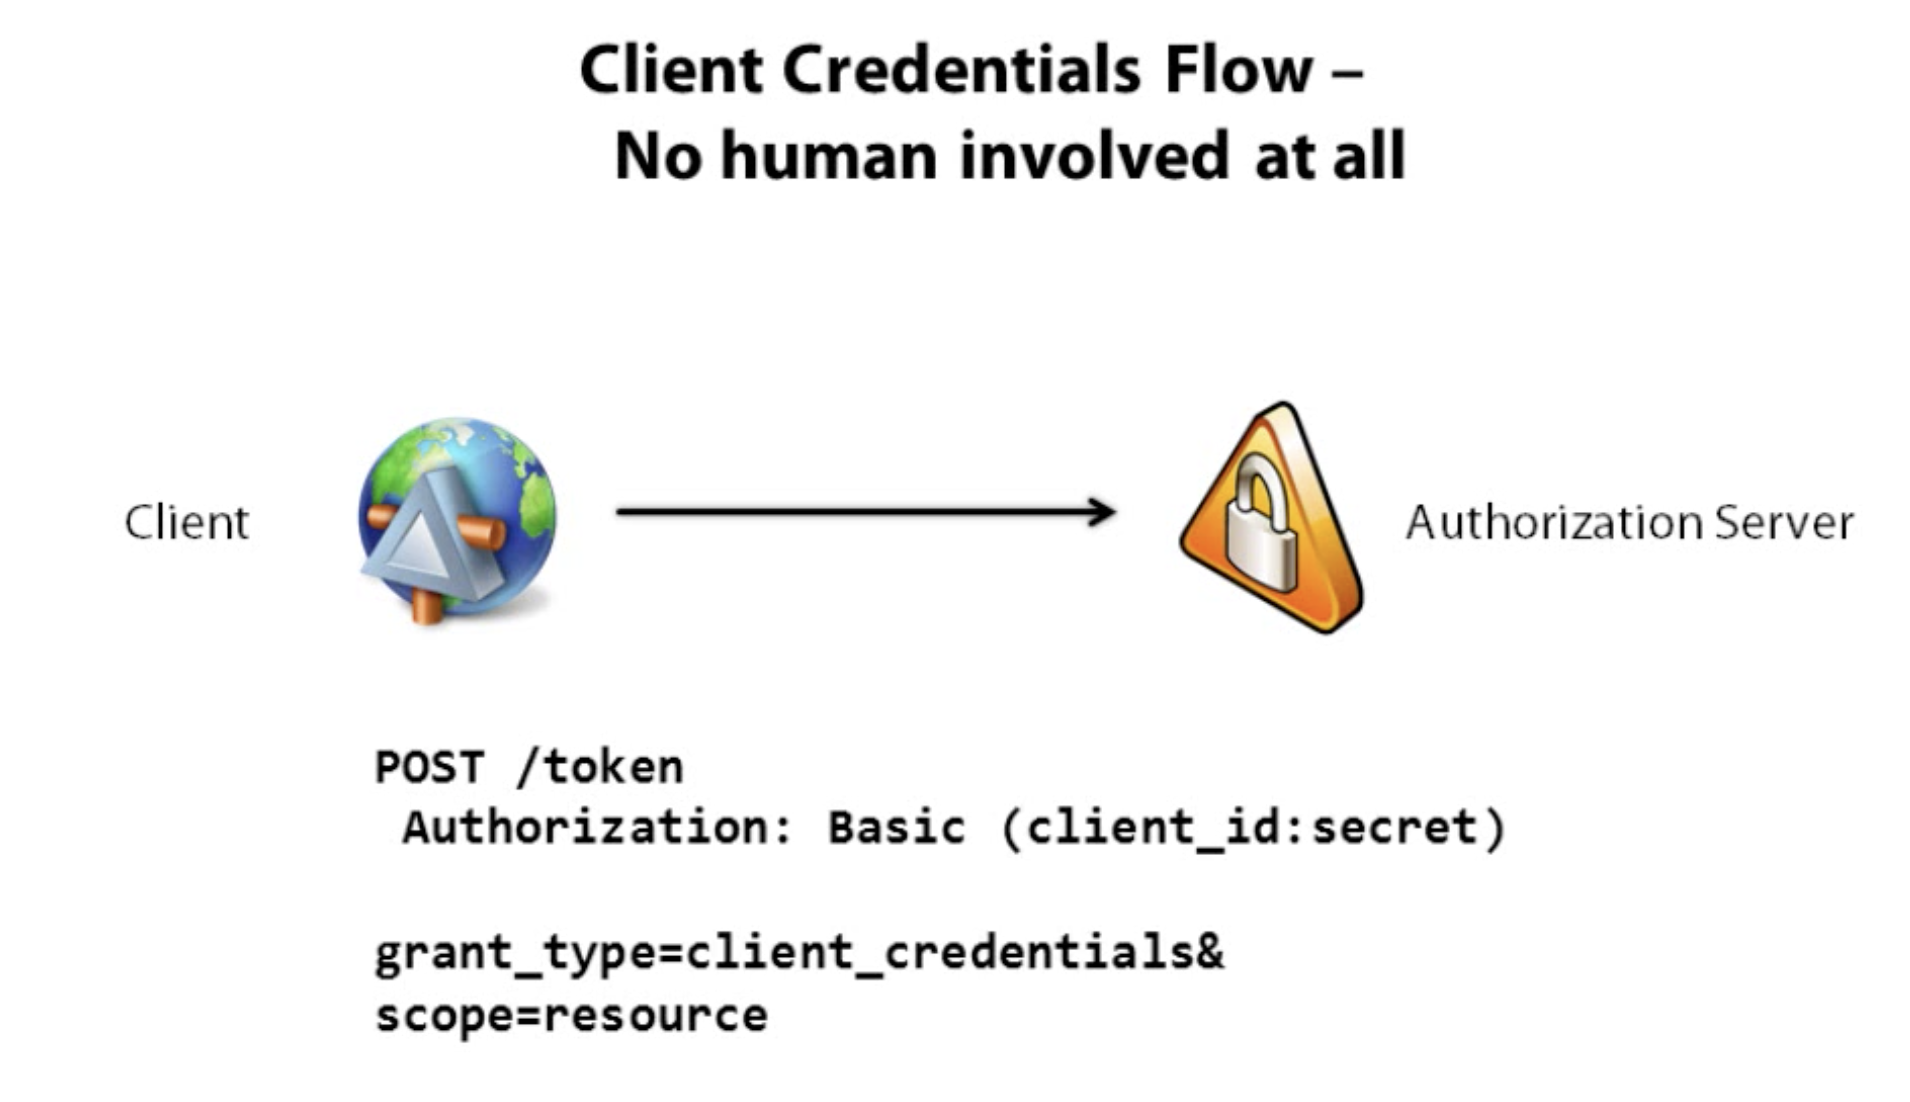 Client Credentials Flow –
No human involved at all
Client
Authorization Server
POST /token
Authorization: Basic (client_id:secret)
grant_type=client_credentials&
scope=resource